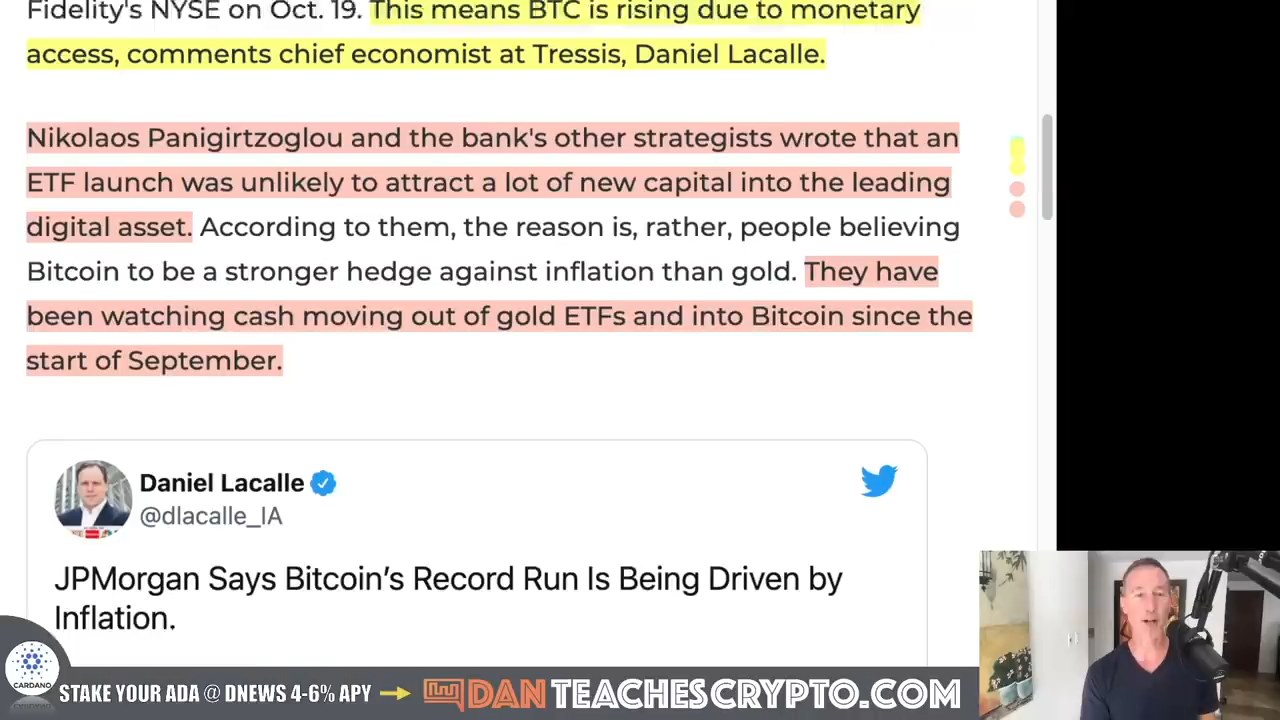 Fidelity's NYSE on Oct. 19. This means BTC is rising due to monetary
access, comments chief economist at Tressis, Daniel Lacalle.
Nikolaos Panigirtzoglou and the bank's other strategists wrote that an
ETF launch was unlikely to attract a lot of new capital into the leading
digital asset. According to them, the reason is, rather, people believing
Bitcoin to be a stronger hedge against inflation than gold. They have
been watching cash moving out of gold ETFs and into Bitcoin since the
start of September.
Daniel Lacalle
@dlacalle_IA
JPMorgan Says Bitcoin's Record Run Is Being Driven by
Inflation.
CARDANO
STAKE YOUR ADA @ DNEWS 4-6% APY
DANTEACHESCRYPTO.COM